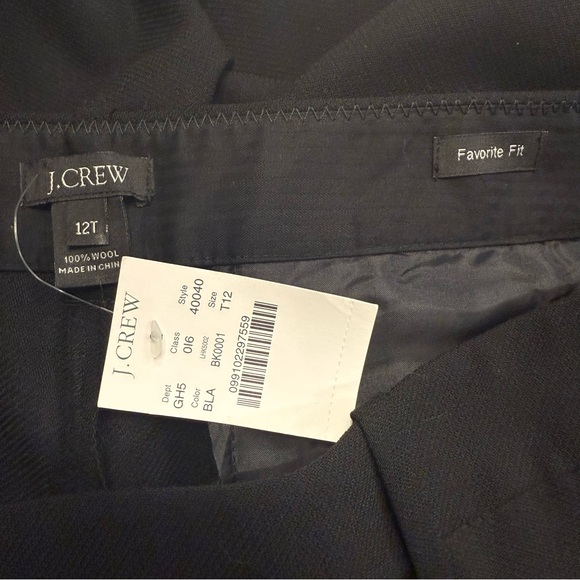 J.CREW
12T
100% WOOL
MADE IN CHIN
Favorite Fit
J.CREW
Dept Class Style
GH5 016 40040
Color Size
BLA BK0001 T12
099102297559